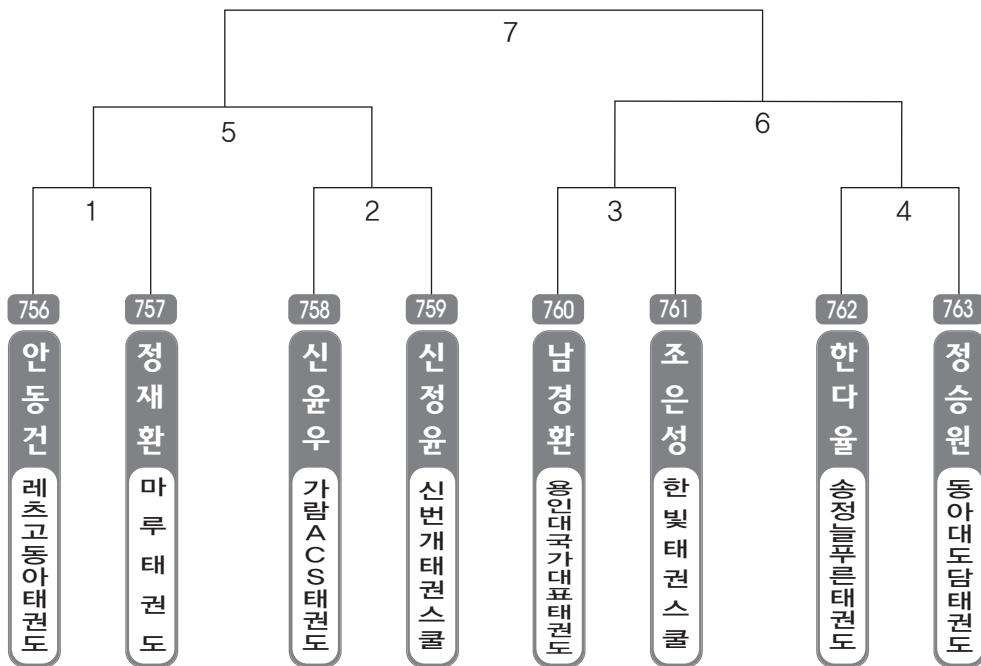 7
5
6
1
2
3
4
756
757
758
759
760
761
762
763
안동건
정재환
신윤우
신정윤
남경환
조은성
한다율
정승원
레츠고동아태권도
마루태권도
가람ACS태권도
신번개태권스쿨
용인대국가대표태권도
한빛태권스쿨
송정늘푸른태권도
동아대도담태권도